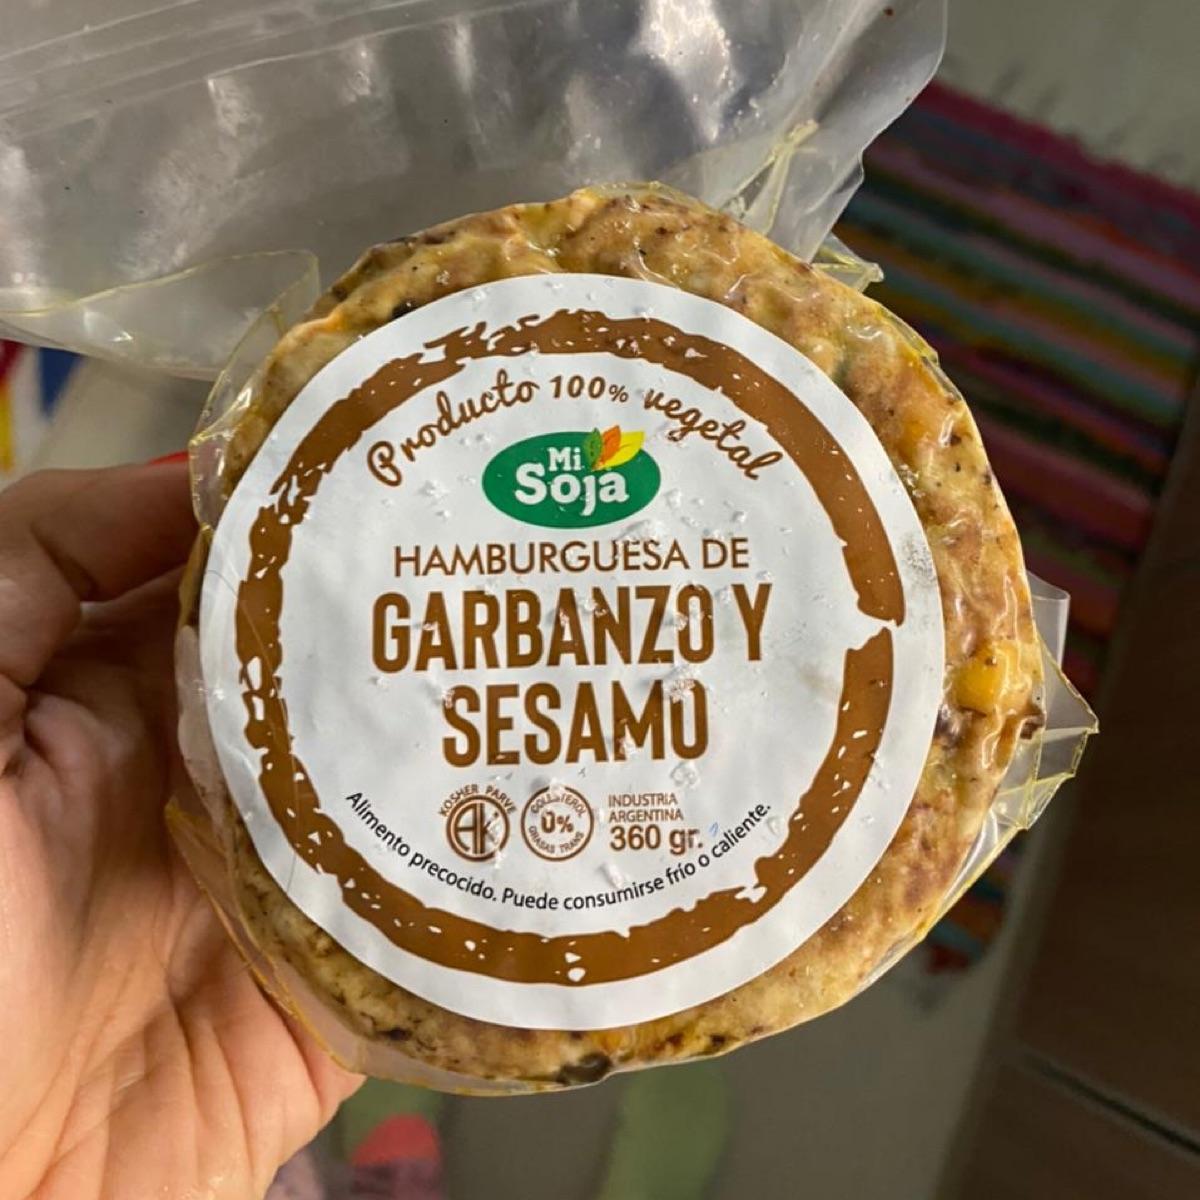 Producto 100% vegetal
Mi
Soja
HAMBURGUESA DE
GARBANZO Y
SESAMO
KOSHER PARVE
AK
COLESTEROL
0%
GRASAS TRANS
INDUSTRIA
ARGENTINA
360 gr.
Alimento precocido. Puede consumirse frío o caliente.